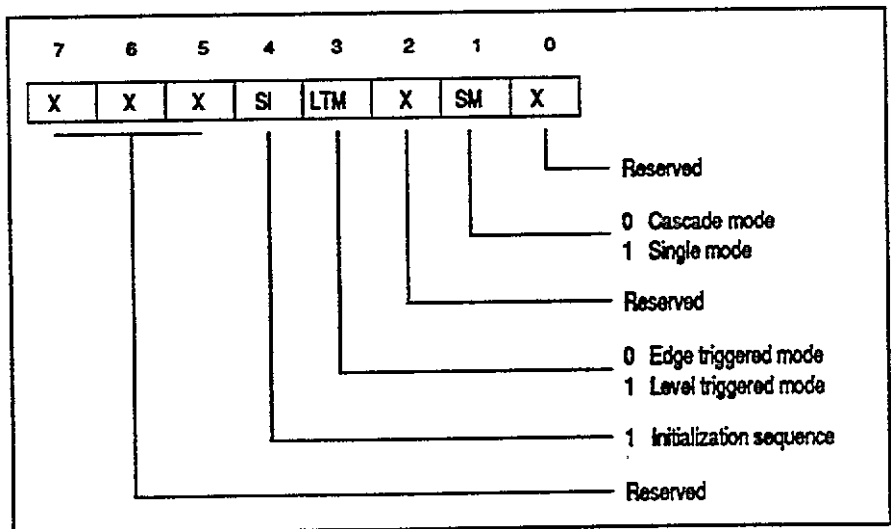 7 6 5 4 3 2 1 0
X X X SI LTM X SM X
Reserved
0 Cascade mode
1 Single mode
Reserved
0 Edge triggered mode
1 Level triggered mode
1 Initialization sequence
Reserved